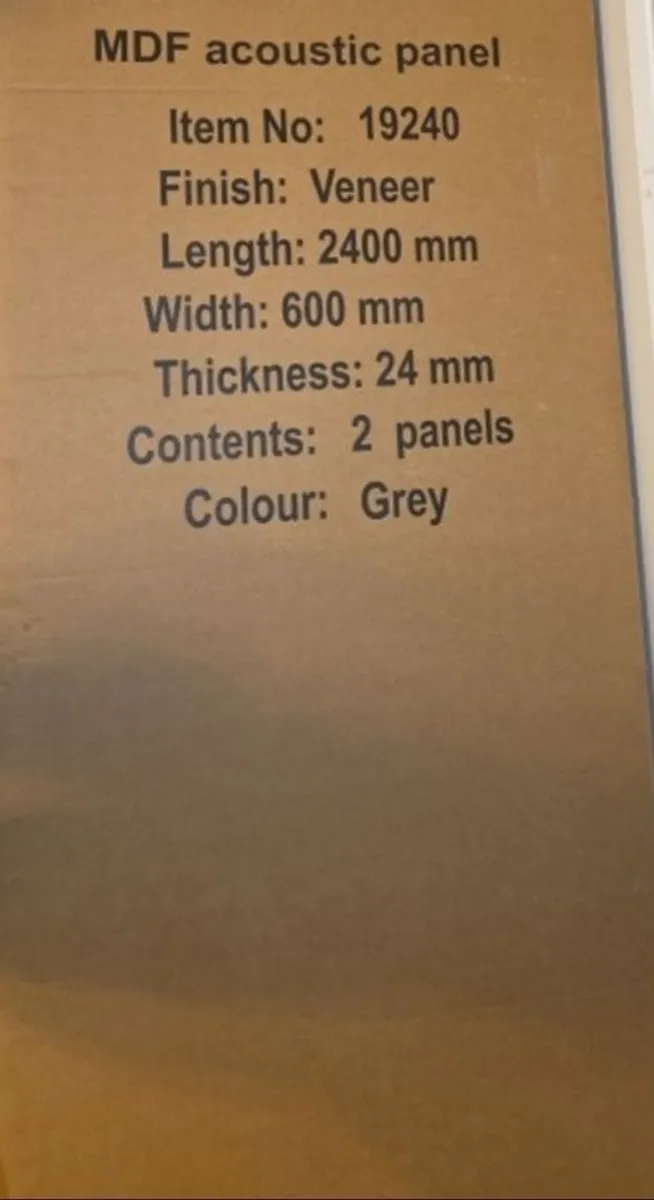 MDF acoustic panel
Item No: 19240
Finish: Veneer
Length: 2400 mm
Width: 600 mm
Thickness: 24 mm
Contents: 2 panels
Colour: Grey